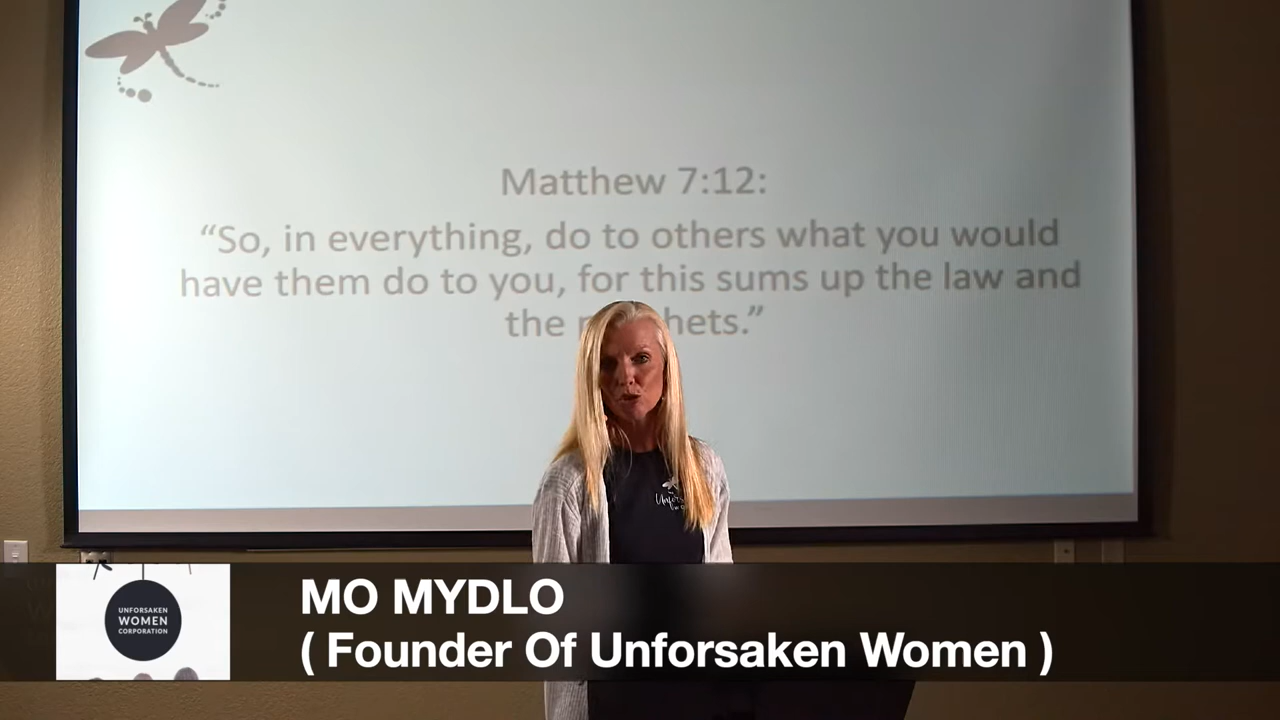 Matthew 7:12:
“So, in everything, do to others what you would
have them do to you, for this sums up the law and
the hets.”
UNFORSAKEN
WOMEN
CORPORATION
MO MYDLO
( Founder Of Unforsaken Women )